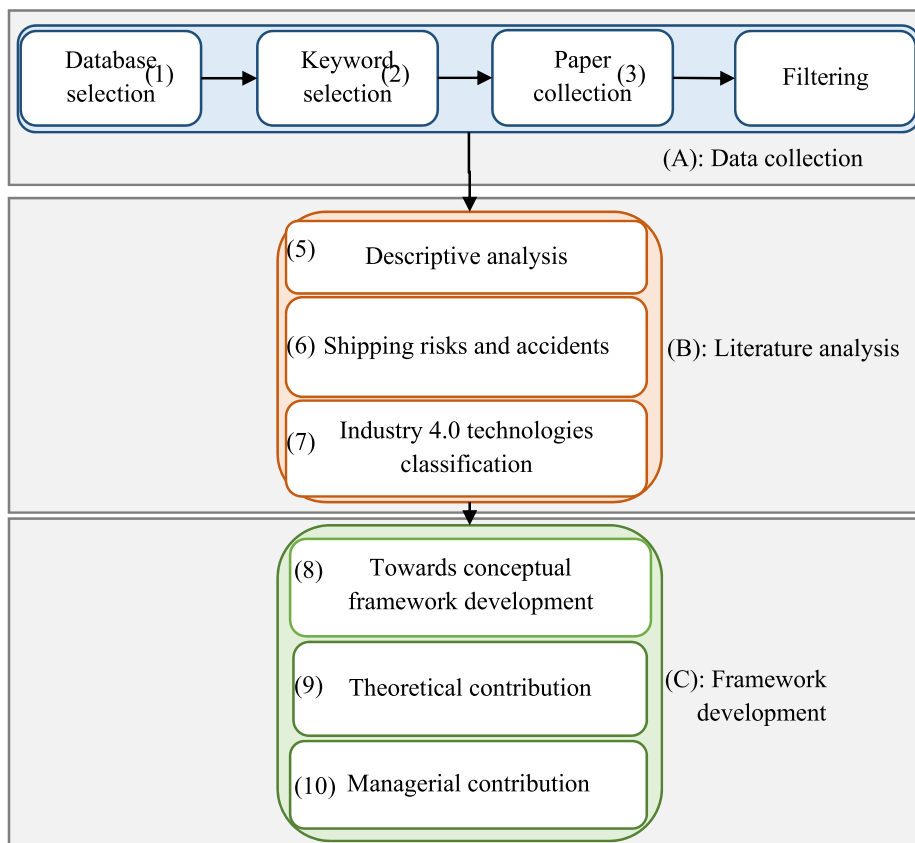 Database
selection
(1)
Keyword
selection
(2)
Paper
collection
(3)
Filtering
(A): Data collection
(5)
Descriptive analysis
(6)
Shipping risks and accidents
(B): Literature analysis
(7)
Industry 4.0 technologies
classification
(8)
Towards conceptual
framework development
(9)
Theoretical contribution
(C): Framework
development
(10)
Managerial contribution